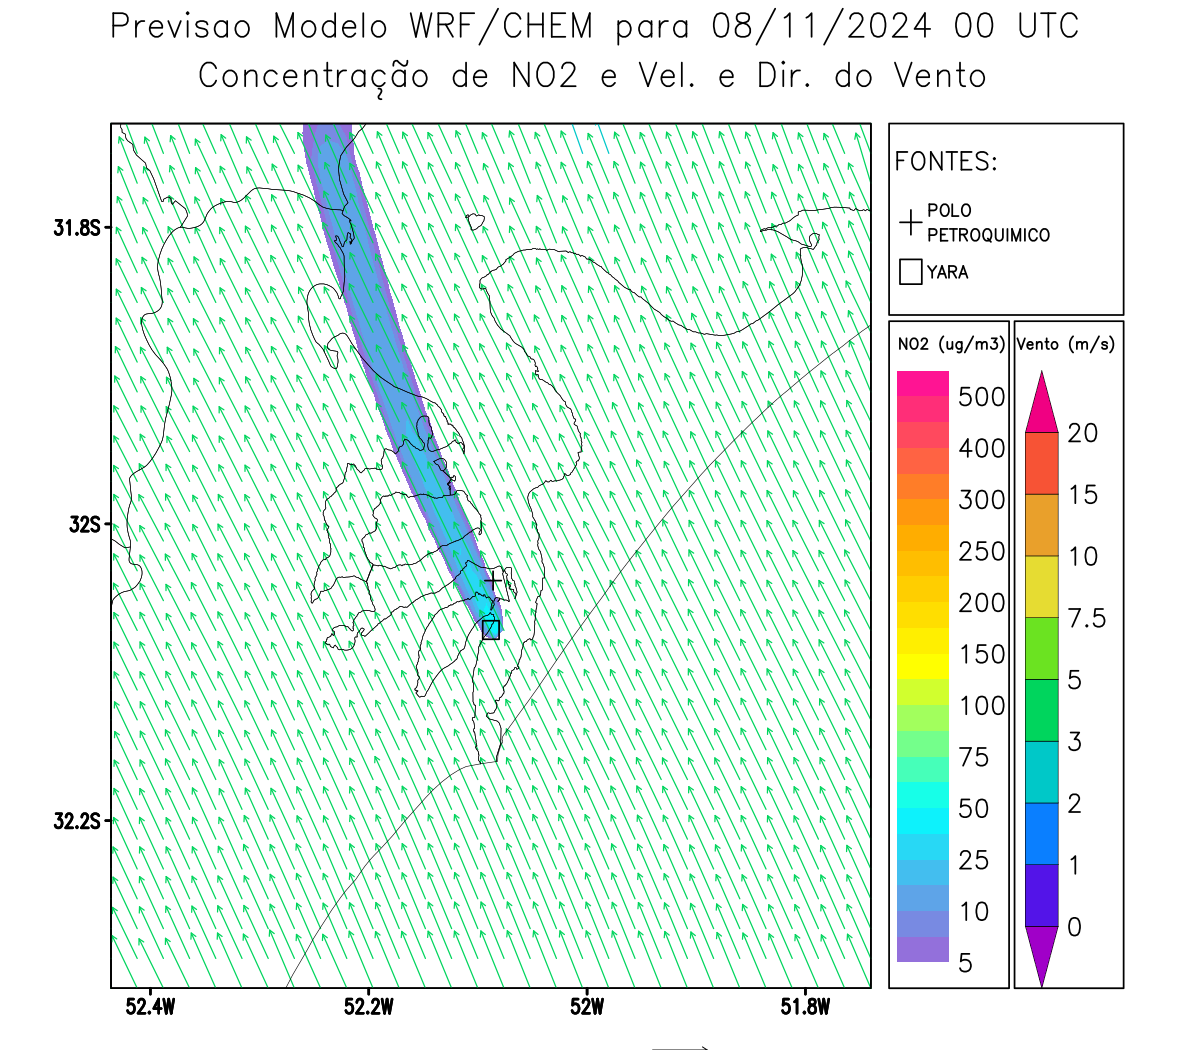 Previsao Modelo WRF/CHEM para 08/11/2024 00 UTC
Concentração de NO2 e Vel. e Dir. do Vento
FONTES:
POLO
PETROQUIMICO
YARA
NO2 (ug/m3)
500
400
300
250
200
150
100
75
50
25
10
5
Vento (m/s)
20
15
10
7.5
5
3
2
1
0
31.8S
32S
32.2S
52.4W
52.2W
52W
51.8W